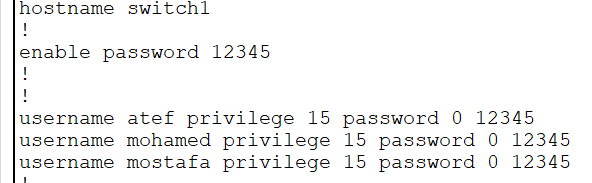 hostname switch1
!
enable password 12345
!
!
username atef privilege 15 password 0 12345
username mohamed privilege 15 password 0 12345
username mostafa privilege 15 password 0 12345
!